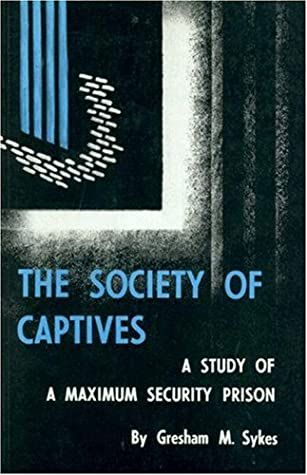 THE SOCIETY OF
CAPTIVES
A STUDY OF
A MAXIMUM SECURITY PRISON
By Gresham M. Sykes